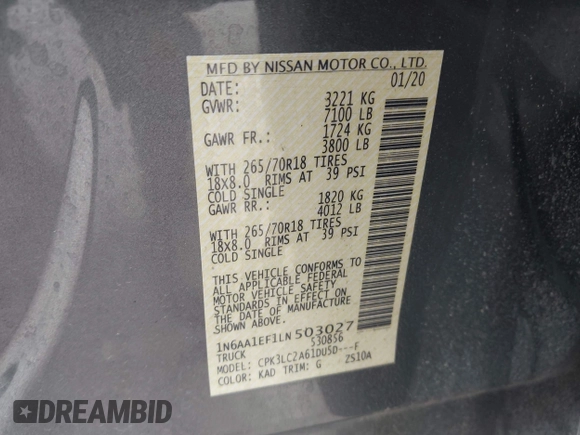 MFD BY NISSAN MOTOR CO., LTD.
DATE: 01/20
GVWR: 3221 KG
7100 LB
GAWR FR.: 1724 KG
3800 LB
WITH 265/70R18 TIRES
18X8.0 RIMS AT 39 PSI
COLD SINGLE
GAWR RR.: 1820 KG
4012 LB
WITH 265/70R18 TIRES
18X8.0 RIMS AT 39 PSI
COLD SINGLE
THIS VEHICLE CONFORMS TO
ALL APPLICABLE FEDERAL
MOTOR VEHICLE SAFETY
STANDARDS IN EFFECT ON
THE DATE OF MANUFACTURE
SHOWN ABOVE.
1N6AA1EF1LN503027
TRUCK 530856
MODEL: CPK3LC2A61DU5D---F
COLOR: KAD TRIM: G ZS10A
DREAMBID